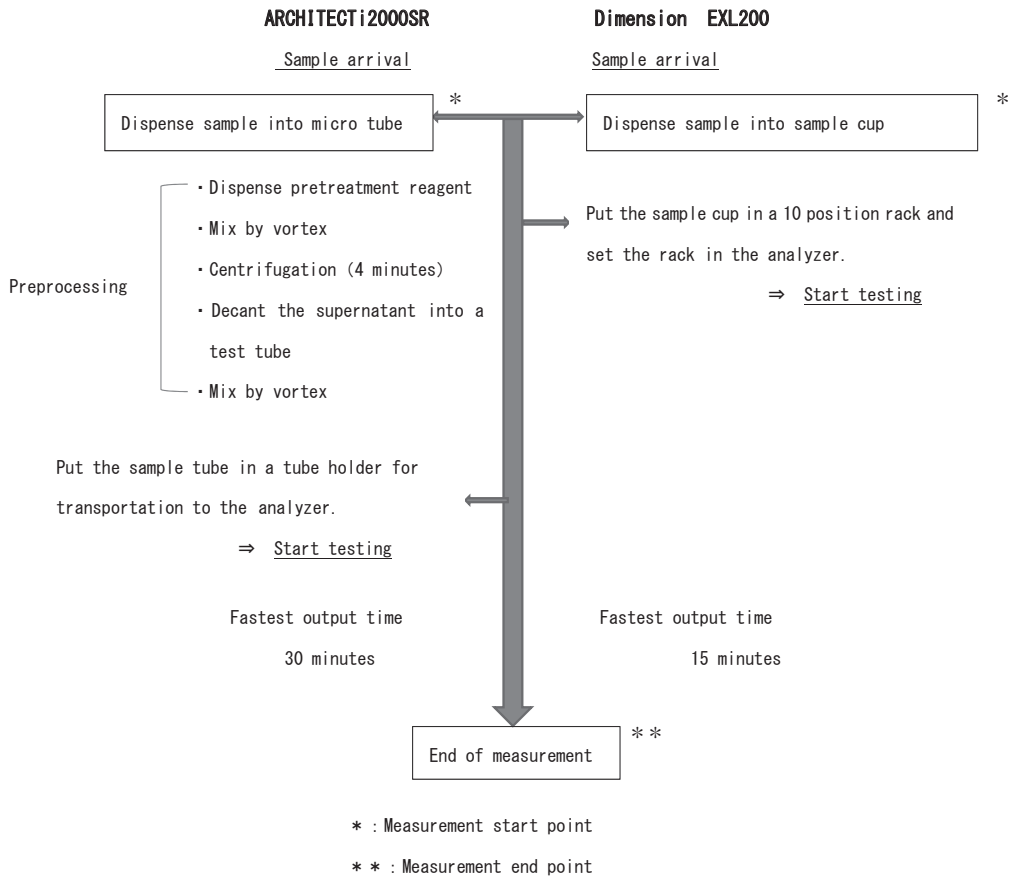 ARCHITECTi2000SR
Dimension EXL200
Sample arrival
Sample arrival
Dispense sample into micro tube
*
Dispense sample into sample cup
*
Preprocessing
・Dispense pretreatment reagent
・Mix by vortex
・Centrifugation (4 minutes)
・Decant the supernatant into a
test tube
・Mix by vortex
Put the sample cup in a 10 position rack and
set the rack in the analyzer.
⇒ Start testing
Put the sample tube in a tube holder for
transportation to the analyzer.
⇒ Start testing
Fastest output time
30 minutes
Fastest output time
15 minutes
End of measurement
**
* : Measurement start point
* * : Measurement end point